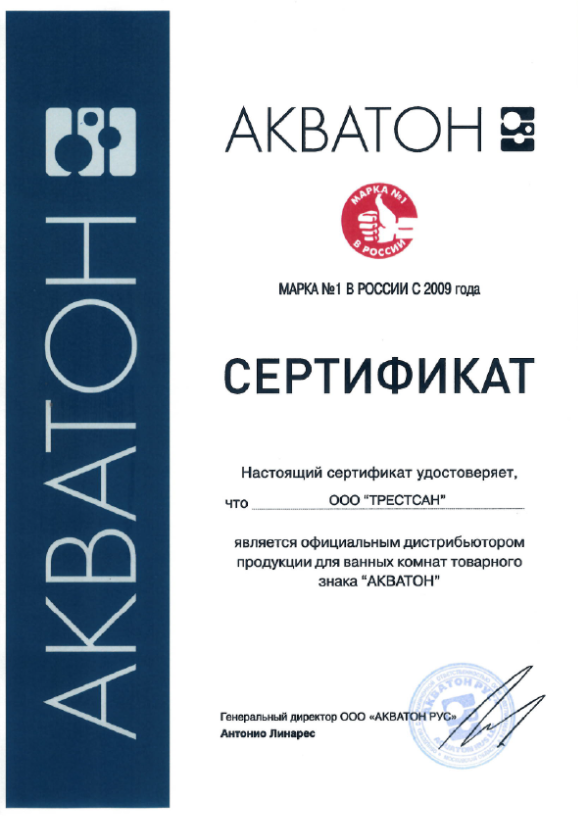 АКВАТОН
АКВАТОН
МАРКА №1
В РОССИИ
МАРКА №1 В РОССИИ С 2009 года
СЕРТИФИКАТ
Настоящий сертификат удостоверяет,
что ООО "ТРЕСТСАН"
является официальным дистрибьютором
продукции для ванных комнат товарного
знака "АКВАТОН"
Генеральный директор ООО «АКВАТОН РУС»
Антонио Линарес
АКВАТОН РУС